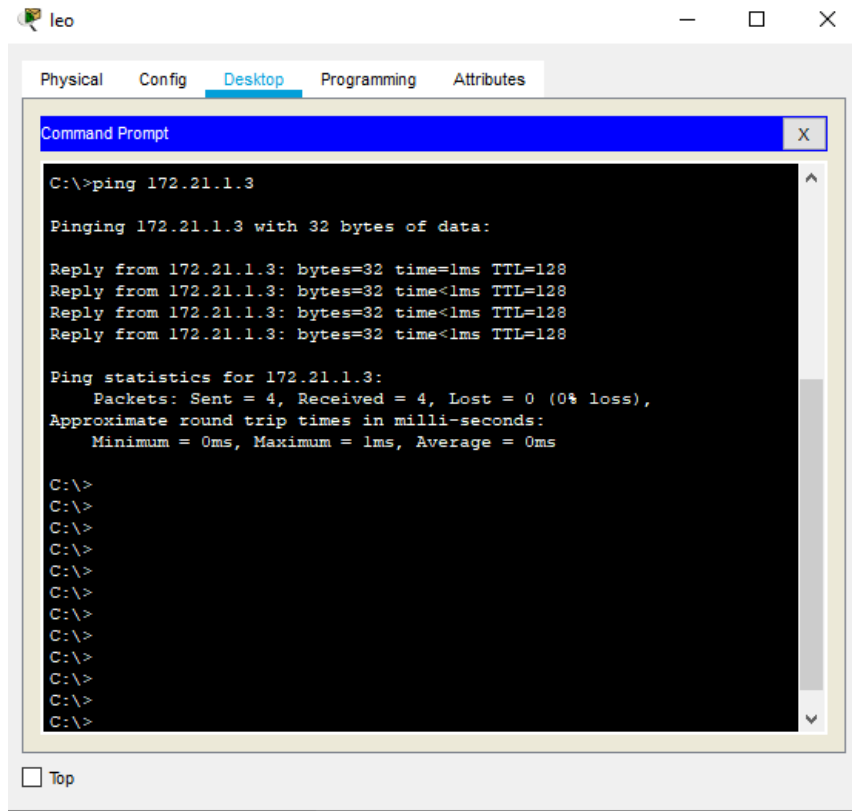 leo
Physical Config Desktop Programming Attributes
Command Prompt
X
C:\>ping 172.21.1.3
Pinging 172.21.1.3 with 32 bytes of data:
Reply from 172.21.1.3: bytes=32 time=1ms TTL=128
Reply from 172.21.1.3: bytes=32 time<1ms TTL=128
Reply from 172.21.1.3: bytes=32 time<1ms TTL=128
Reply from 172.21.1.3: bytes=32 time<1ms TTL=128
Ping statistics for 172.21.1.3:
Packets: Sent = 4, Received = 4, Lost = 0 (0% loss),
Approximate round trip times in milli-seconds:
Minimum = 0ms, Maximum = 1ms, Average = 0ms
C:\>
C:\>
C:\>
C:\>
C:\>
C:\>
C:\>
C:\>
C:\>
C:\>
C:\>
C:\>
Top